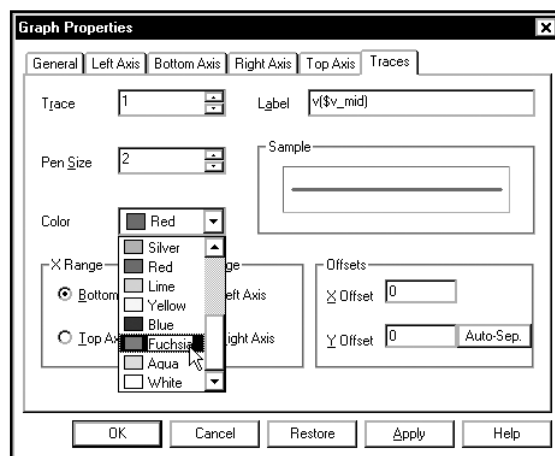 Graph Properties
General Left Axis Bottom Axis Right Axis Top Axis Traces
Trace 1 Label v($v_mid)
Pen Size 2 Sample
Color Red
Silver
Red
Lime
Yellow
Blue
Fuchsia
Aqua
White
X Range ge
Bottom eft Axis
Top Ax ight Axis
Offsets
X Offset 0
Y Offset 0 Auto-Sep.
OK Cancel Restore Apply Help